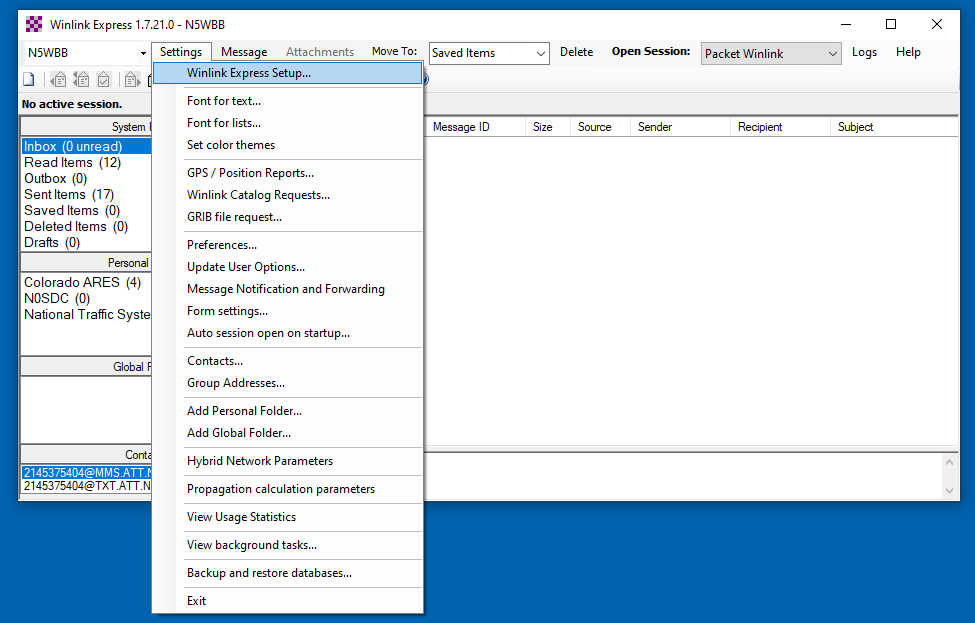 Winlink Express 1.7.21.0 - N5WBB
N5WBB Settings Message Attachments Move To: Saved Items Delete Open Session: Packet Winlink Logs Help
No active session.
System
Message ID Size Source Sender Recipient Subject
Inbox (0 unread)
Read Items (12)
Outbox (0)
Sent Items (17)
Saved Items (0)
Deleted Items (0)
Drafts (0)
Personal
Colorado ARES (4)
N0SDC (0)
National Traffic Syste
Global
Conta
2145375404@MMS.ATT.N
2145375404@TXT.ATT.N
Winlink Express Setup...
Font for text...
Font for lists...
Set color themes
GPS / Position Reports...
Winlink Catalog Requests...
GRIB file request...
Preferences...
Update User Options...
Message Notification and Forwarding
Form settings...
Auto session open on startup...
Contacts...
Group Addresses...
Add Personal Folder...
Add Global Folder...
Hybrid Network Parameters
Propagation calculation parameters
View Usage Statistics
View background tasks...
Backup and restore databases...
Exit